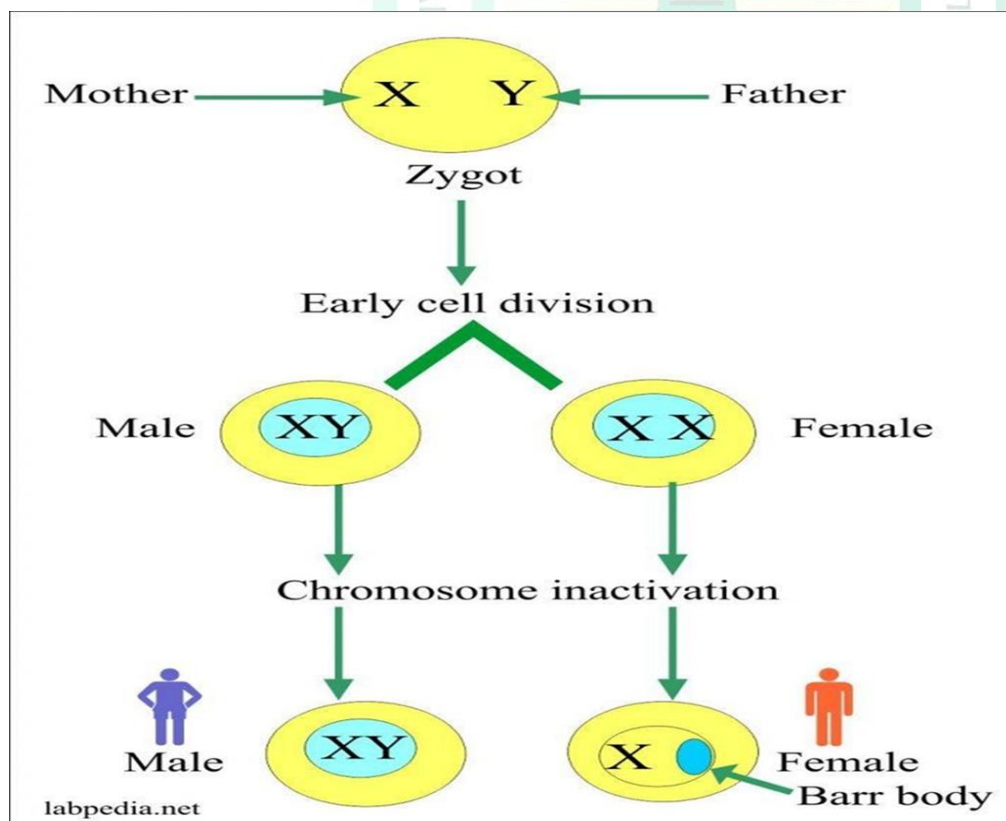 Mother X Y Father
Zygot
Early cell division
Male XY X X Female
Chromosome inactivation
Male XY X Female
Barr body
labpedia.net